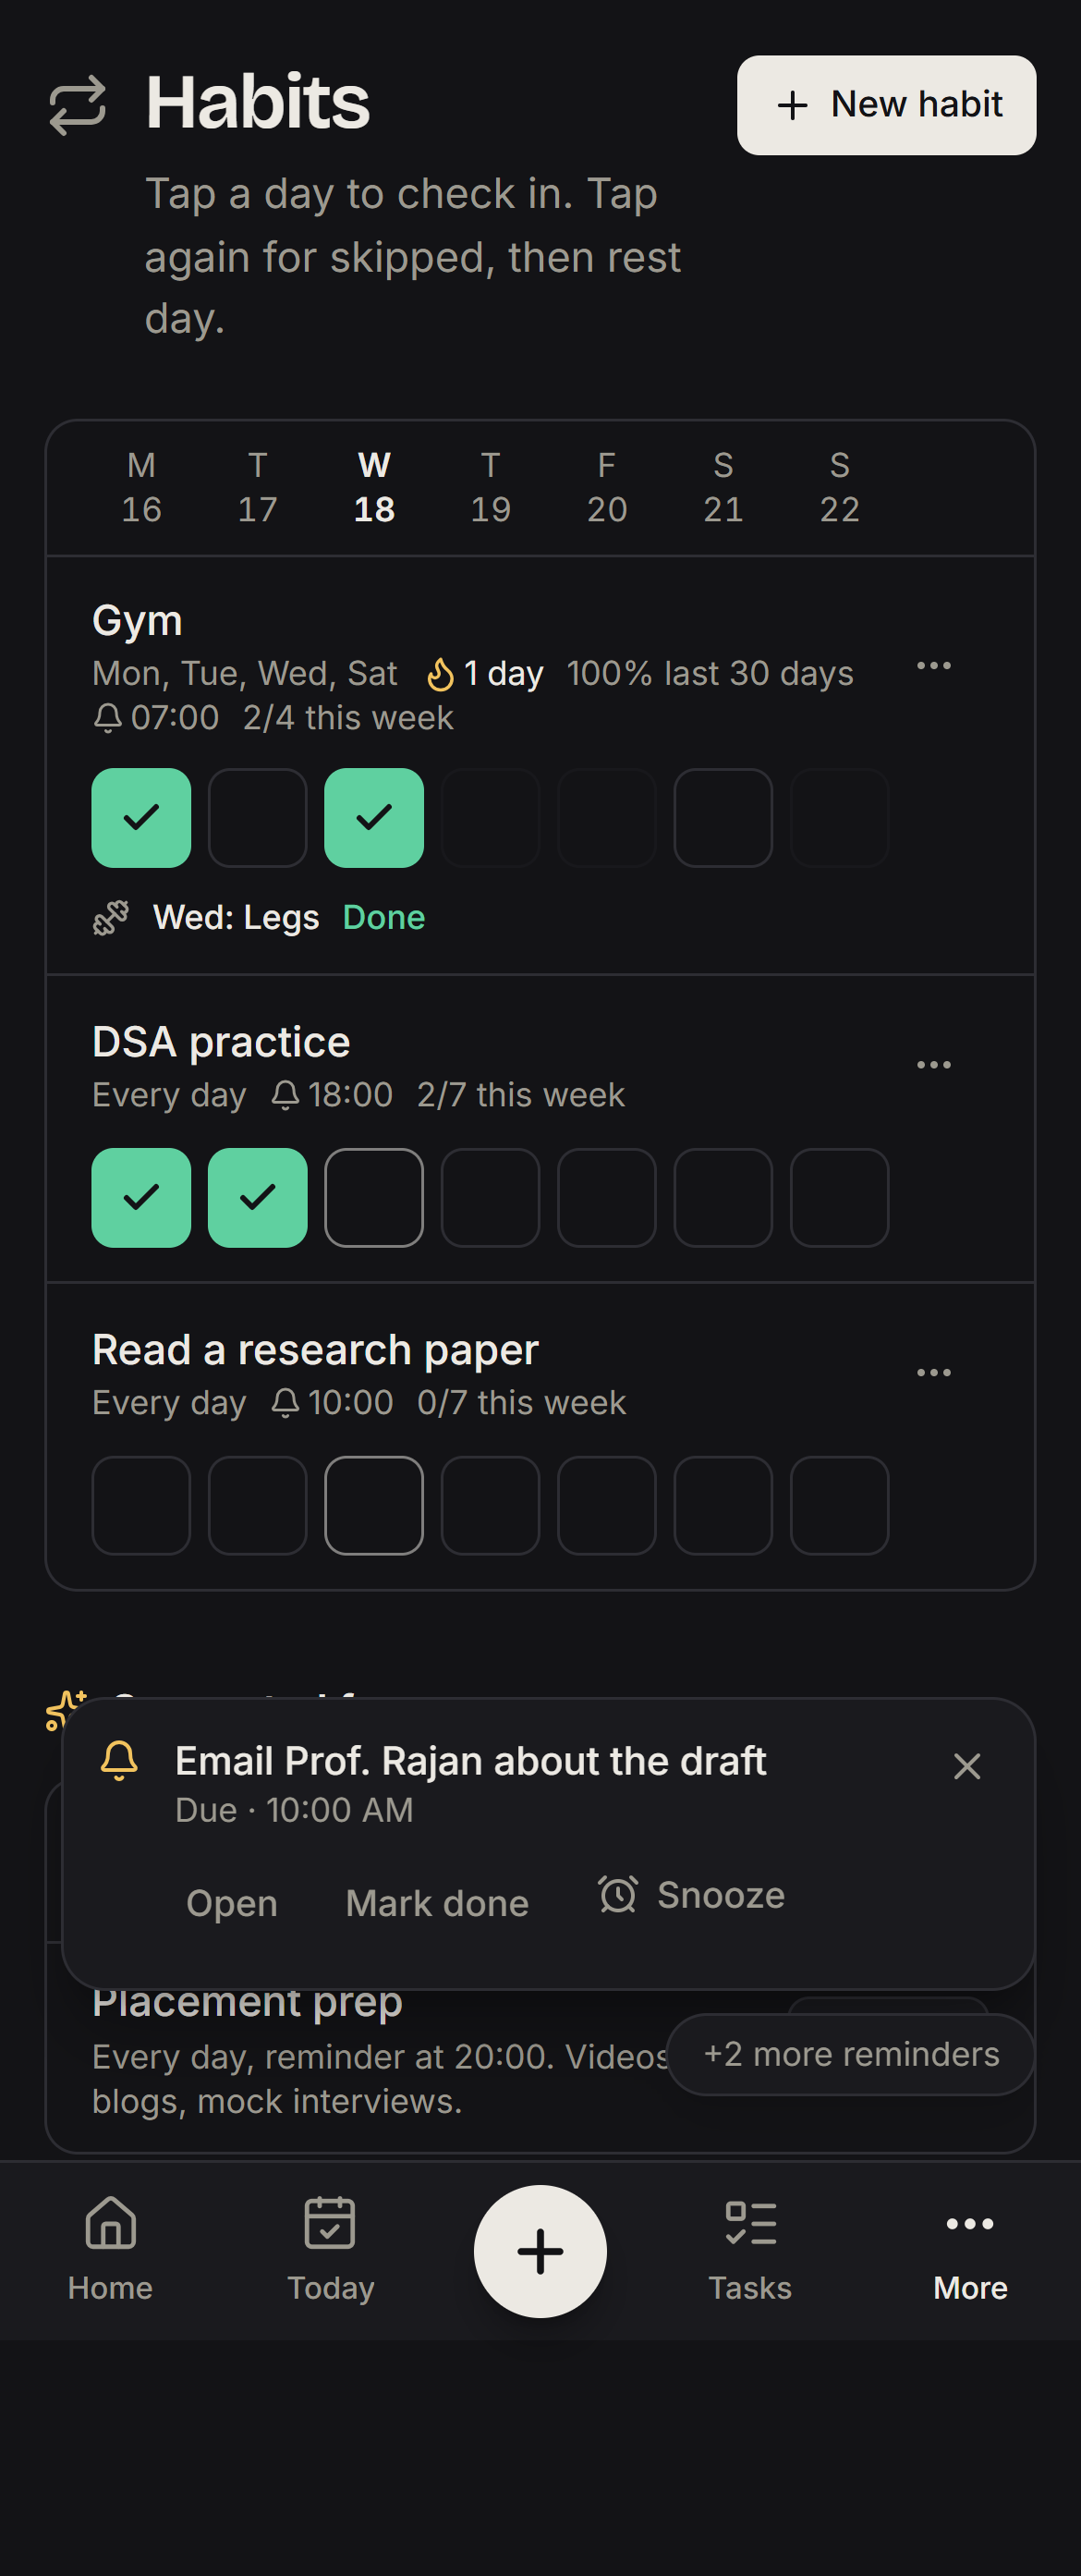 Habits
New habit
Tap a day to check in. Tap
again for skipped, then rest
day.
M T W T F S S
16 17 18 19 20 21 22
Gym
Mon, Tue, Wed, Sat 1 day 100% last 30 days
07:00 2/4 this week
Wed: Legs Done
DSA practice
Every day 18:00 2/7 this week
Read a research paper
Every day 10:00 0/7 this week
Email Prof. Rajan about the draft
Due · 10:00 AM
Open Mark done Snooze
Placement prep
Every day, reminder at 20:00. Videos
+2 more reminders
blogs, mock interviews.
Home Today Tasks More